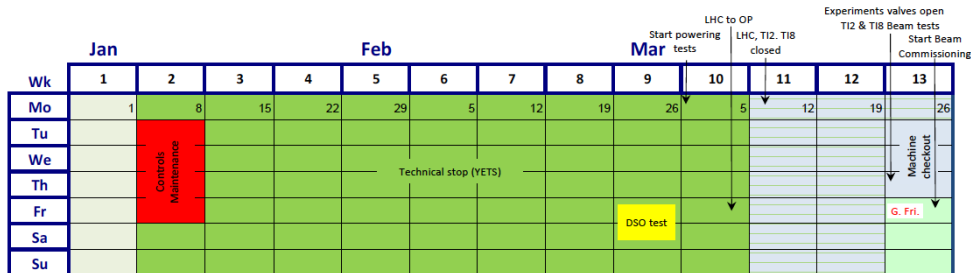 Experiments valves open
LHC to OP
TI2 & TI8 Beam tests
Start powering
tests
LHC, TI2. TI8
closed
Start Beam
Commissioning
Jan Feb Mar
Wk 1 2 3 4 5 6 7 8 9 10 11 12 13
Mo 1 8 15 22 29 5 12 19 26 5 12 19 26
Tu
We
Th
Fr
Sa
Su
Controls
Maintenance
Technical stop (YETS)
DSO test
Machine
checkout
G. Fri.